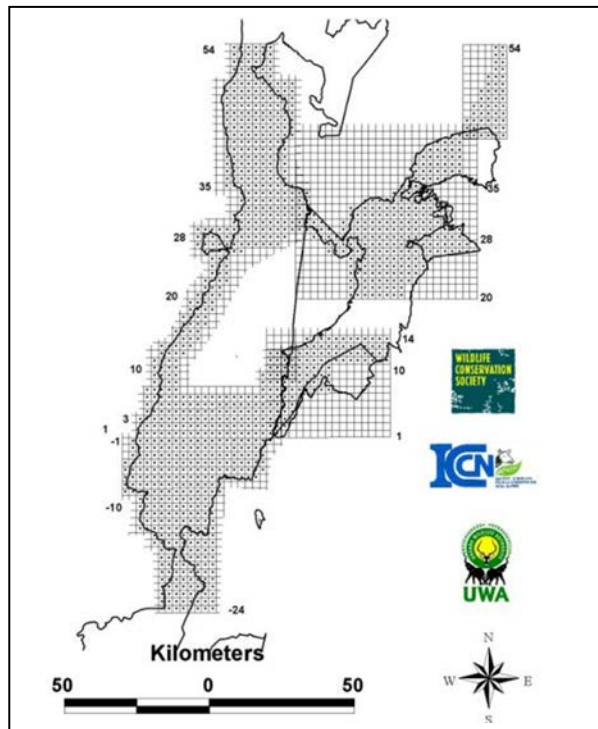 54
54
35
35
28
28
20
20
14
10
10
WILDLIFE
CONSERVATION
SOCIETY
3
1
-1
1
ICCN
-10
UWA
-24
Kilometers
50 0 50
N
W E
S